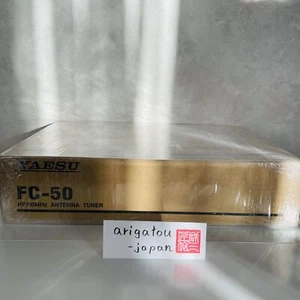 YAESU
FC-50
HF/50MHz ANTENNA TUNER
arigatou
-japan